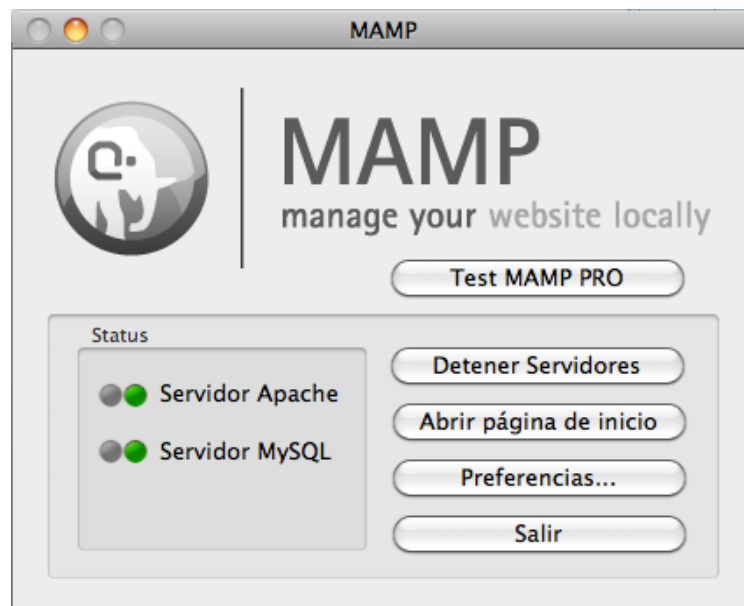 MAMP
MAMP
manage your website locally
Test MAMP PRO
Status
Servidor Apache
Servidor MySQL
Detener Servidores
Abrir página de inicio
Preferencias...
Salir